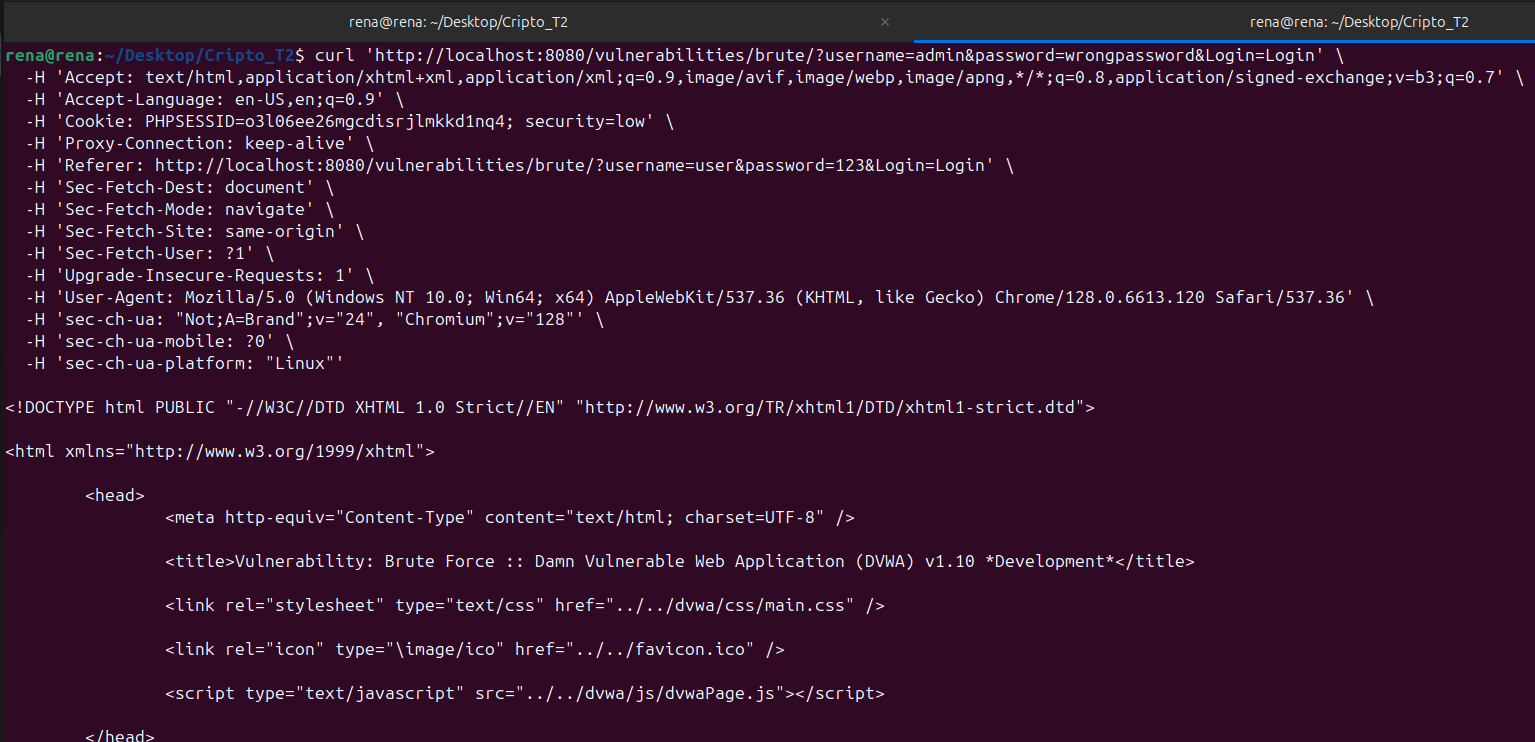 rena@rena: ~/Desktop/Cripto_T2 × rena@rena: ~/Desktop/Cripto_T2
rena@rena:~/Desktop/Cripto_T2$ curl 'http://localhost:8080/vulnerabilities/brute/?username=admin&password=wrongpassword&Login=Login' \
-H 'Accept: text/html,application/xhtml+xml,application/xml;q=0.9,image/avif,image/webp,image/apng,*/*;q=0.8,application/signed-exchange;v=b3;q=0.7' \
-H 'Accept-Language: en-US,en;q=0.9' \
-H 'Cookie: PHPSESSID=o3l06ee26mgcdisrjlmkkd1nq4; security=low' \
-H 'Proxy-Connection: keep-alive' \
-H 'Referer: http://localhost:8080/vulnerabilities/brute/?username=user&password=123&Login=Login' \
-H 'Sec-Fetch-Dest: document' \
-H 'Sec-Fetch-Mode: navigate' \
-H 'Sec-Fetch-Site: same-origin' \
-H 'Sec-Fetch-User: ?1' \
-H 'Upgrade-Insecure-Requests: 1' \
-H 'User-Agent: Mozilla/5.0 (Windows NT 10.0; Win64; x64) AppleWebKit/537.36 (KHTML, like Gecko) Chrome/128.0.6613.120 Safari/537.36' \
-H 'sec-ch-ua: "Not;A=Brand";v="24", "Chromium";v="128"' \
-H 'sec-ch-ua-mobile: ?0' \
-H 'sec-ch-ua-platform: "Linux"'
<!DOCTYPE html PUBLIC "-//W3C//DTD XHTML 1.0 Strict//EN" "http://www.w3.org/TR/xhtml1/DTD/xhtml1-strict.dtd">
<html xmlns="http://www.w3.org/1999/xhtml">
<head>
<meta http-equiv="Content-Type" content="text/html; charset=UTF-8" />
<title>Vulnerability: Brute Force :: Damn Vulnerable Web Application (DVWA) v1.10 *Development*</title>
<link rel="stylesheet" type="text/css" href="../../dvwa/css/main.css" />
<link rel="icon" type="\image/ico" href="../../favicon.ico" />
<script type="text/javascript" src="../../dvwa/js/dvwaPage.js"></script>
</head>